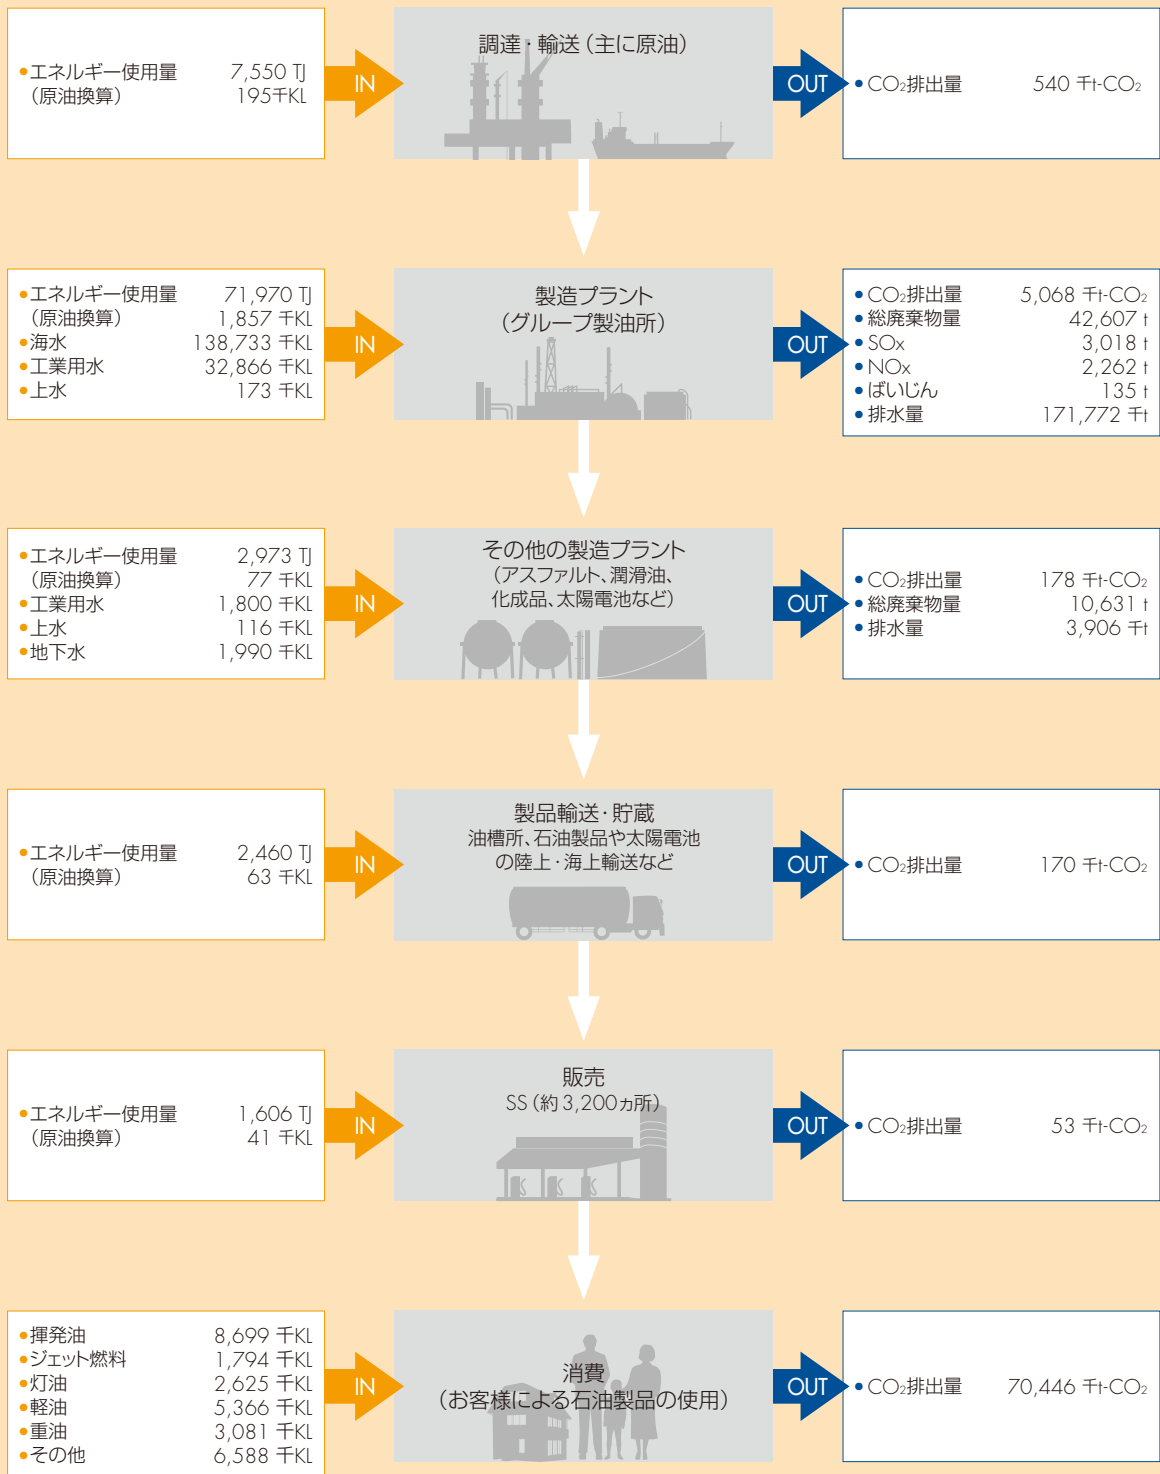 調達・輸送（主に原油）
●エネルギー使用量 7,550 TJ
（原油換算） 195千KL
IN
OUT
●CO₂排出量 540 千t-CO₂
製造プラント
（グループ製油所）
●エネルギー使用量 71,970 TJ
（原油換算） 1,857 千KL
●海水 138,733 千KL
●工業用水 32,866 千KL
●上水 173 千KL
IN
OUT
●CO₂排出量 5,068 千t-CO₂
●総廃棄物量 42,607 t
●SOx 3,018 t
●NOx 2,262 t
●ばいじん 135 t
●排水量 171,772 千t
その他の製造プラント
（アスファルト、潤滑油、
化成品、太陽電池など）
●エネルギー使用量 2,973 TJ
（原油換算） 77 千KL
●工業用水 1,800 千KL
●上水 116 千KL
●地下水 1,990 千KL
IN
OUT
●CO₂排出量 178 千t-CO₂
●総廃棄物量 10,631 t
●排水量 3,906 千t
製品輸送・貯蔵
油槽所、石油製品や太陽電池
の陸上・海上輸送など
●エネルギー使用量 2,460 TJ
（原油換算） 63 千KL
IN
OUT
●CO₂排出量 170 千t-CO₂
販売
SS（約3,200ヵ所）
●エネルギー使用量 1,606 TJ
（原油換算） 41 千KL
IN
OUT
●CO₂排出量 53 千t-CO₂
消費
（お客様による石油製品の使用）
●揮発油 8,699 千KL
●ジェット燃料 1,794 千KL
●灯油 2,625 千KL
●軽油 5,366 千KL
●重油 3,081 千KL
●その他 6,588 千KL
IN
OUT
●CO₂排出量 70,446 千t-CO₂